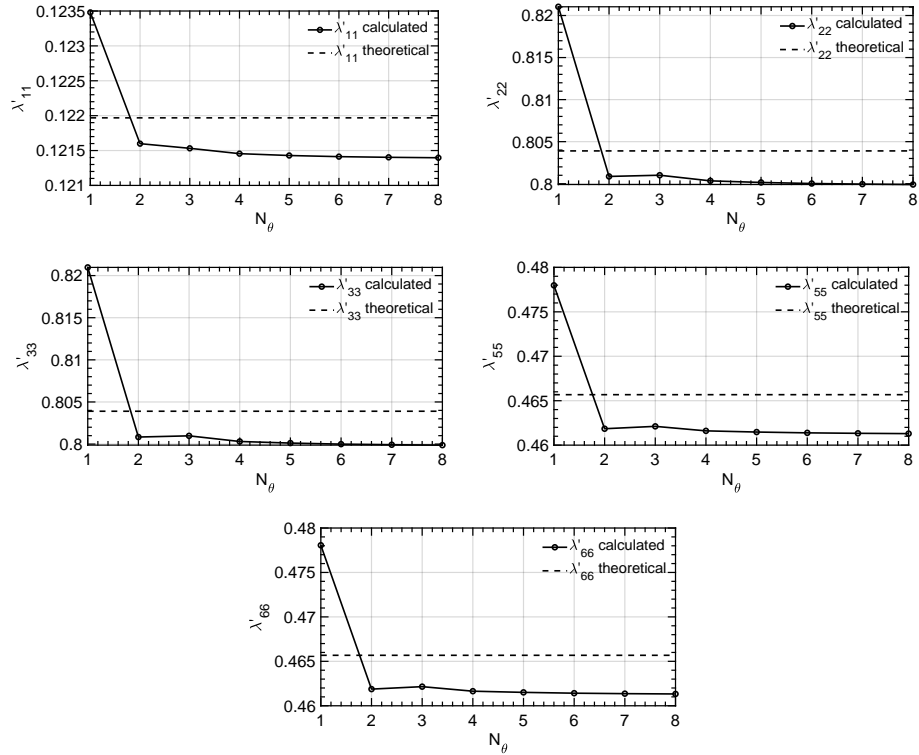 0.1235
0.123
0.1225
0.122
0.1215
0.121
λ'11
λ'11 calculated
λ'11 theoretical
1 2 3 4 5 6 7 8
Nθ
0.82
0.815
0.81
0.805
0.8
λ'22
λ'22 calculated
λ'22 theoretical
1 2 3 4 5 6 7 8
Nθ
0.82
0.815
0.81
0.805
0.8
λ'33
λ'33 calculated
λ'33 theoretical
1 2 3 4 5 6 7 8
Nθ
0.48
0.475
0.47
0.465
0.46
λ'55
λ'55 calculated
λ'55 theoretical
1 2 3 4 5 6 7 8
Nθ
0.48
0.475
0.47
0.465
0.46
λ'66
λ'66 calculated
λ'66 theoretical
1 2 3 4 5 6 7 8
Nθ